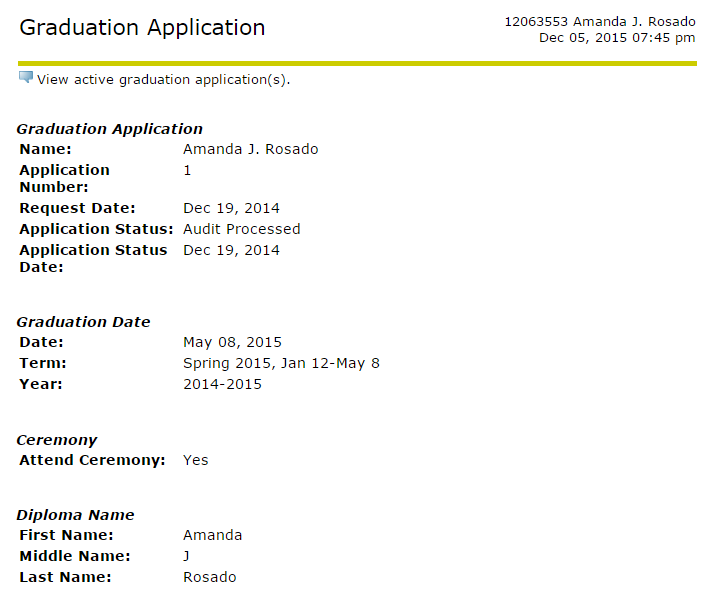 Graduation Application
12063553 Amanda J. Rosado
Dec 05, 2015 07:45 pm
View active graduation application(s).
Graduation Application
Name: Amanda J. Rosado
Application 1
Number:
Request Date: Dec 19, 2014
Application Status: Audit Processed
Application Status Dec 19, 2014
Date:
Graduation Date
Date: May 08, 2015
Term: Spring 2015, Jan 12-May 8
Year: 2014-2015
Ceremony
Attend Ceremony: Yes
Diploma Name
First Name: Amanda
Middle Name: J
Last Name: Rosado